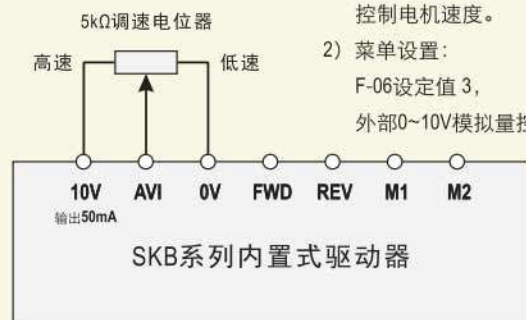 控制电机速度。
5kΩ调速电位器
高速
低速
2) 菜单设置:
F-06设定值 3,
外部0~10V模拟量
10V AVI 0V FWD REV M1 M2
输出50mA
SKB系列内置式驱动器